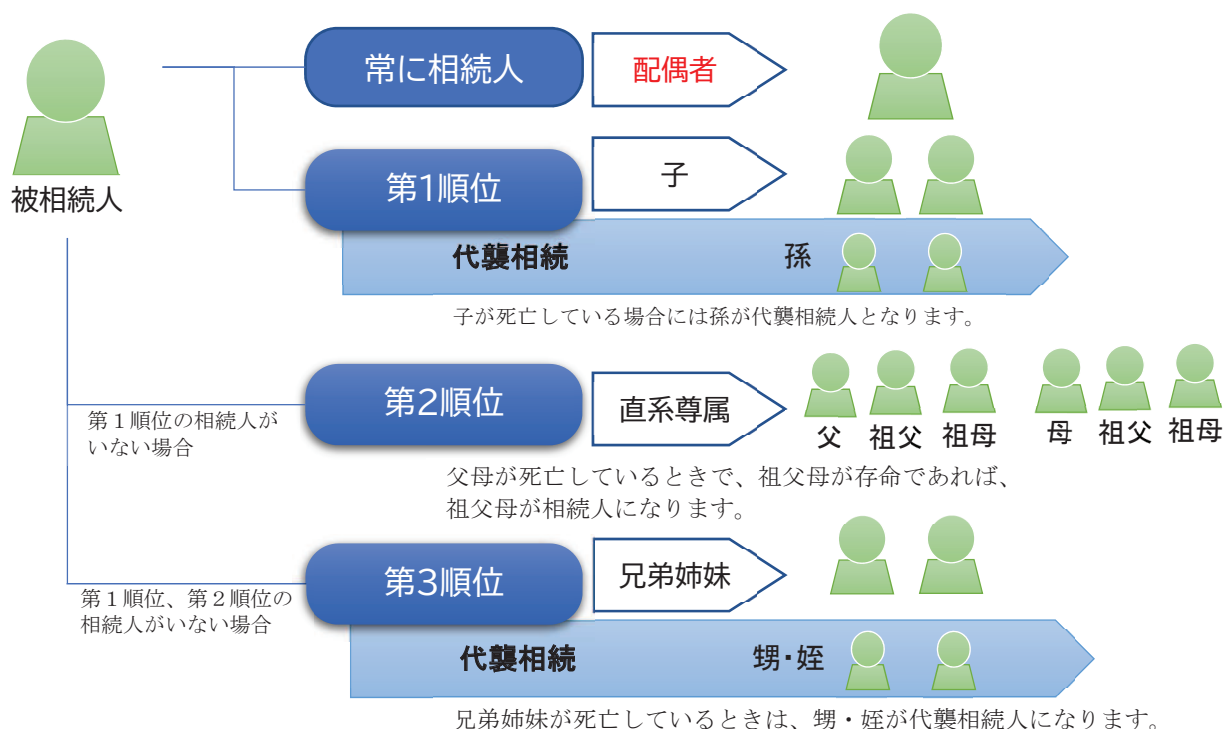 被相続人
常に相続人
配偶者
第1順位
子
代襲相続
孫
子が死亡している場合には孫が代襲相続人となります。
第１順位の相続人が
いない場合
第2順位
直系尊属
父 祖父 祖母 母 祖父 祖母
父母が死亡しているときで、祖父母が存命であれば、
祖父母が相続人になります。
第１順位、第２順位の
相続人がいない場合
第3順位
兄弟姉妹
代襲相続
甥・姪
兄弟姉妹が死亡しているときは、甥・姪が代襲相続人になります。